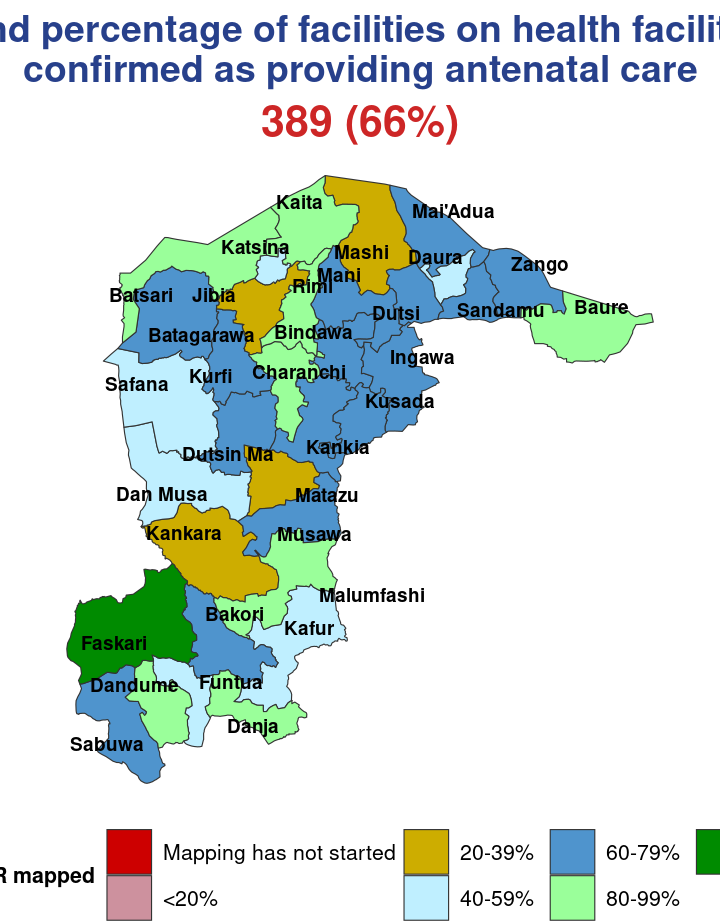 percentage of facilities on health
confirmed as providing antenatal care
389 (66%)
Kaita
Mai'Adua
Katsina
Mashi
Daura
Zango
Mani
Rimi
Batsari
Jibia
Sandamu
Baure
Dutsi
Batagarawa
Bindawa
Ingawa
Charanchi
Kurfi
Safana
Kusada
Kankia
Dutsin Ma
Dan Musa
Matazu
Kankara
Musawa
Malumfashi
Bakori
Kafur
Faskari
Dandume
Funtua
Danja
Sabuwa
mapped
Mapping has not started
<20%
20-39%
40-59%
60-79%
80-99%